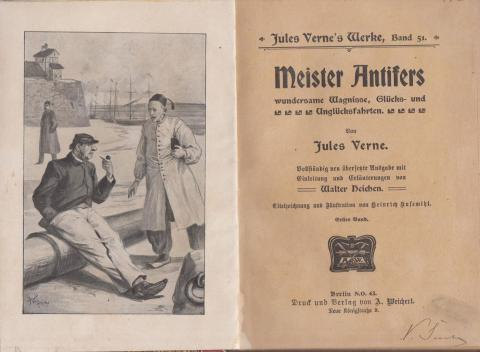 Jules Verne's Werke, Band 51.
Meister Antifers
wundersame Wagnisse, Glücks- und
Unglücksfahrten.
Von
Jules Verne.
Vollständig neu übersetzte Ausgabe mit
Einleitung und Erläuterungen von
Walter Heichen.
Titelzeichnung und Illustration von Heinrich
Erster Band.
A. W.
Berlin N.O. 43.
Druck und Verlag von A. Weichert.
Neue Königstraße 9.